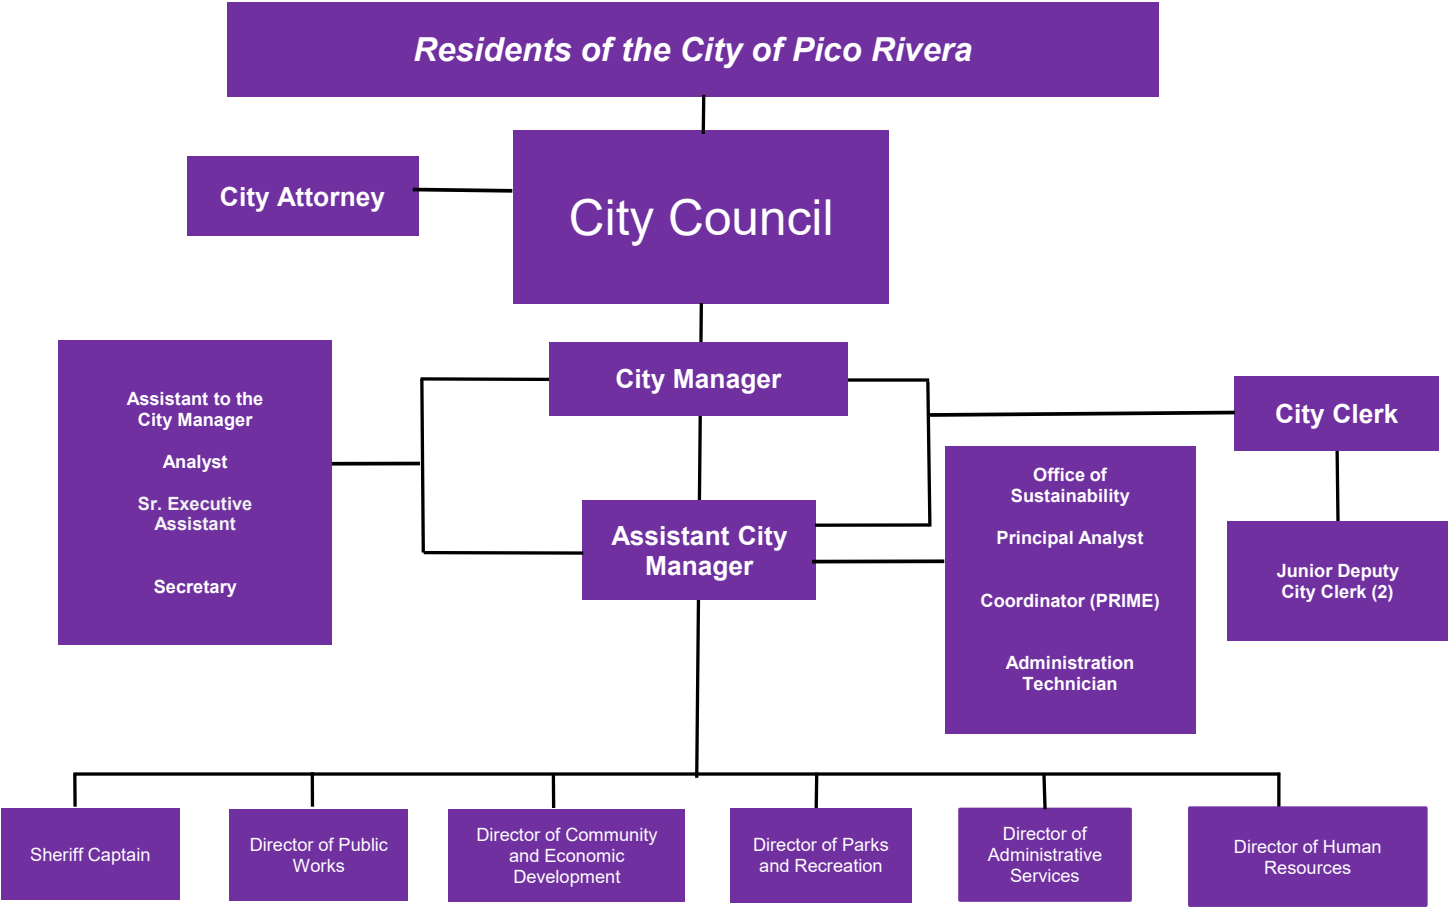 Residents of the City of Pico Rivera
City Attorney
City Council
City Manager
Assistant to the
City Manager
Analyst
Sr. Executive
Assistant
Secretary
City Clerk
Assistant City
Manager
Office of
Sustainability
Principal Analyst
Coordinator (PRIME)
Administration
Technician
Junior Deputy
City Clerk (2)
Sheriff Captain
Director of Public
Works
Director of Community
and Economic
Development
Director of Parks
and Recreation
Director of
Administrative
Services
Director of Human
Resources